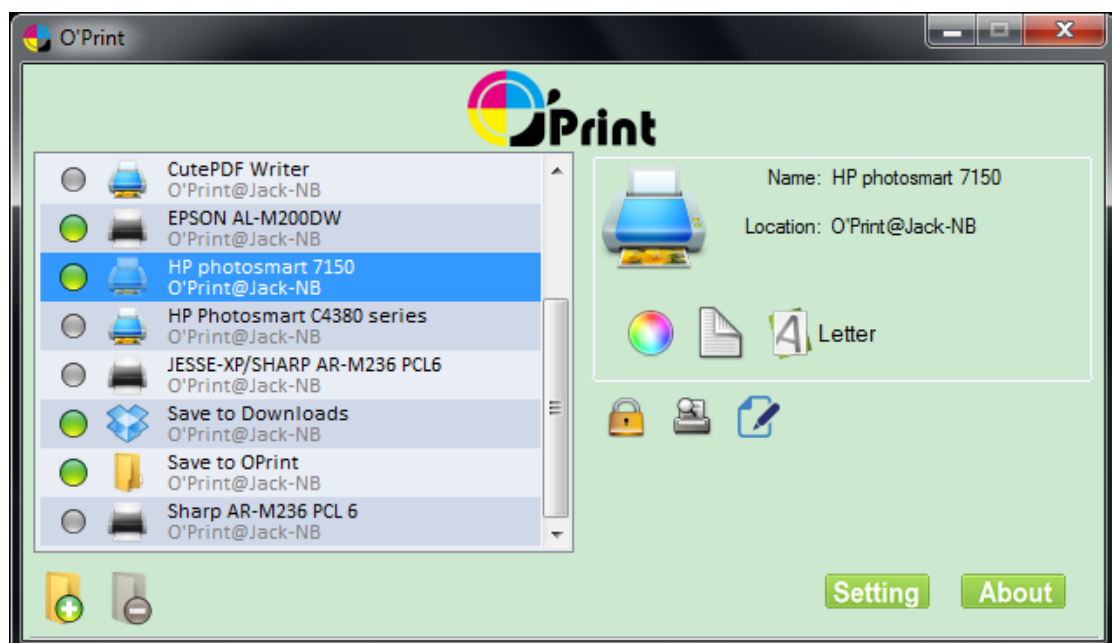 O'Print
O'Print
CutePDF Writer
O'Print@Jack-NB
EPSON AL-M200DW
O'Print@Jack-NB
HP photosmart 7150
O'Print@Jack-NB
HP Photosmart C4380 series
O'Print@Jack-NB
JESSE-XP/SHARP AR-M236 PCL6
O'Print@Jack-NB
Save to Downloads
O'Print@Jack-NB
Save to OPrint
O'Print@Jack-NB
Sharp AR-M236 PCL 6
O'Print@Jack-NB
Name: HP photosmart 7150
Location: O'Print@Jack-NB
A Letter
Setting About